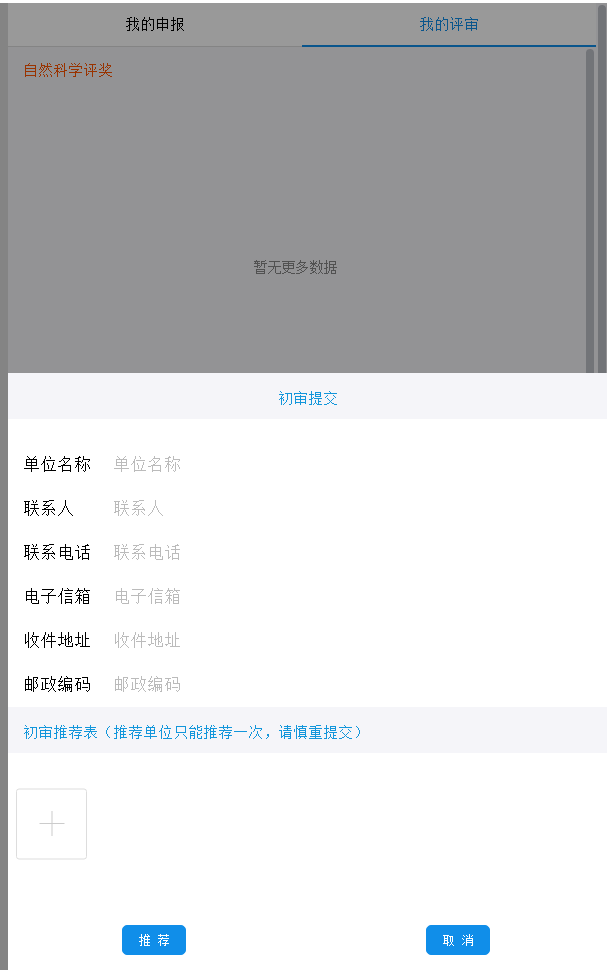 我的申报 我的评审
自然科学评奖
暂无更多数据
初审提交
单位名称 单位名称
联系人 联系人
联系电话 联系电话
电子信箱 电子信箱
收件地址 收件地址
邮政编码 邮政编码
初审推荐表（推荐单位只能推荐一次，请慎重提交）
推 荐 取 消